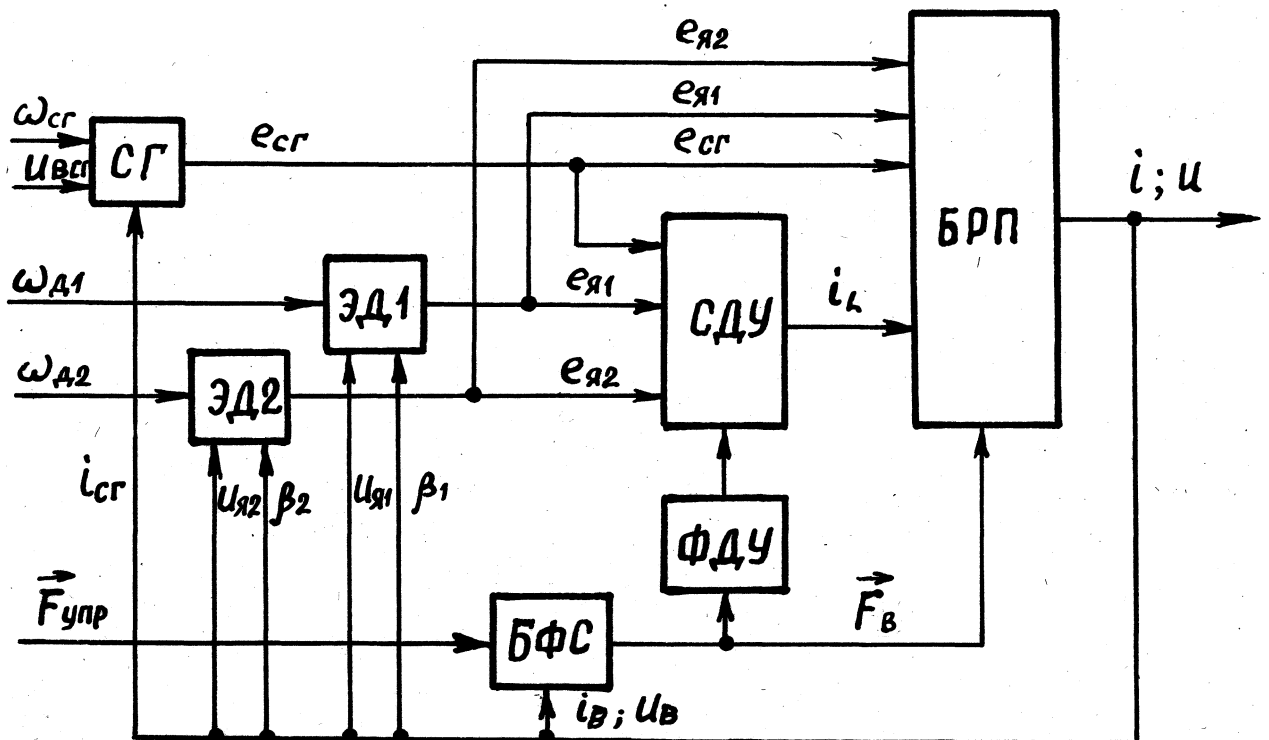 eя2
eя1
ωсг
eсг
eсг
СГ
uвсг
i ; u
БРП
ωД1
eя1
iL
ЭД1
СДУ
ωД2
eя2
ЭД2
iсг
uя2
β2
uя1
β1
ФДУ
Fупр
Fв
БФС
iв ; uв